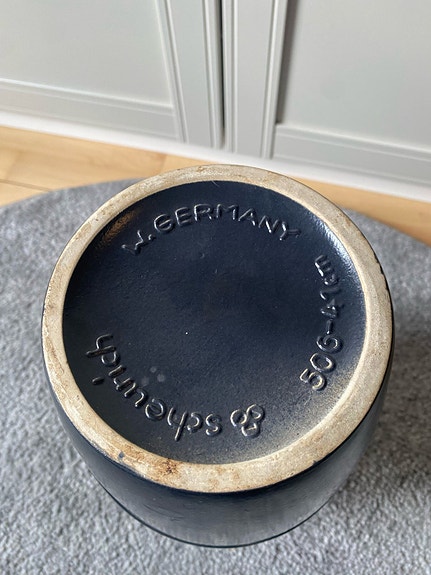 W. GERMANY
506-41cm
scheurich